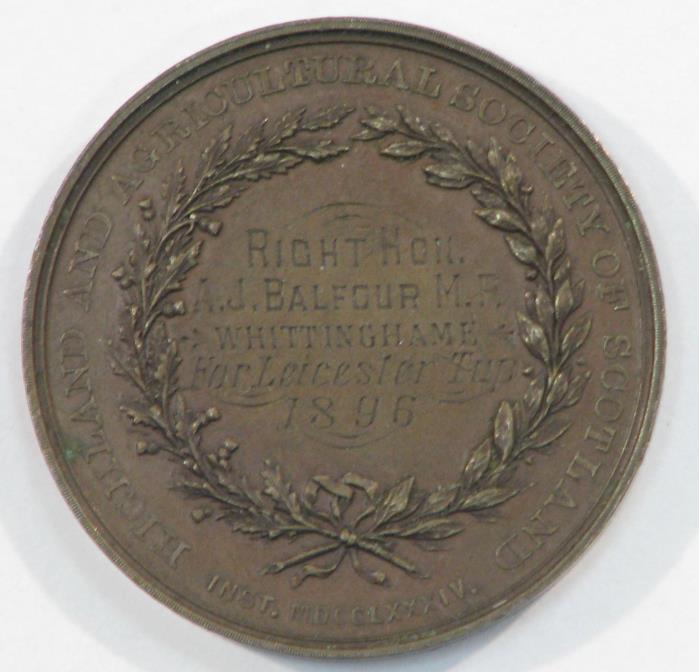 HIGHLAND AND AGRICULTURAL SOCIETY OF SCOTLAND
RIGHT HON.
A.J. BALFOUR M.P.
WHITTINGHAME
For Leicester Tup
1896
INST. MDCCLXXXIV.